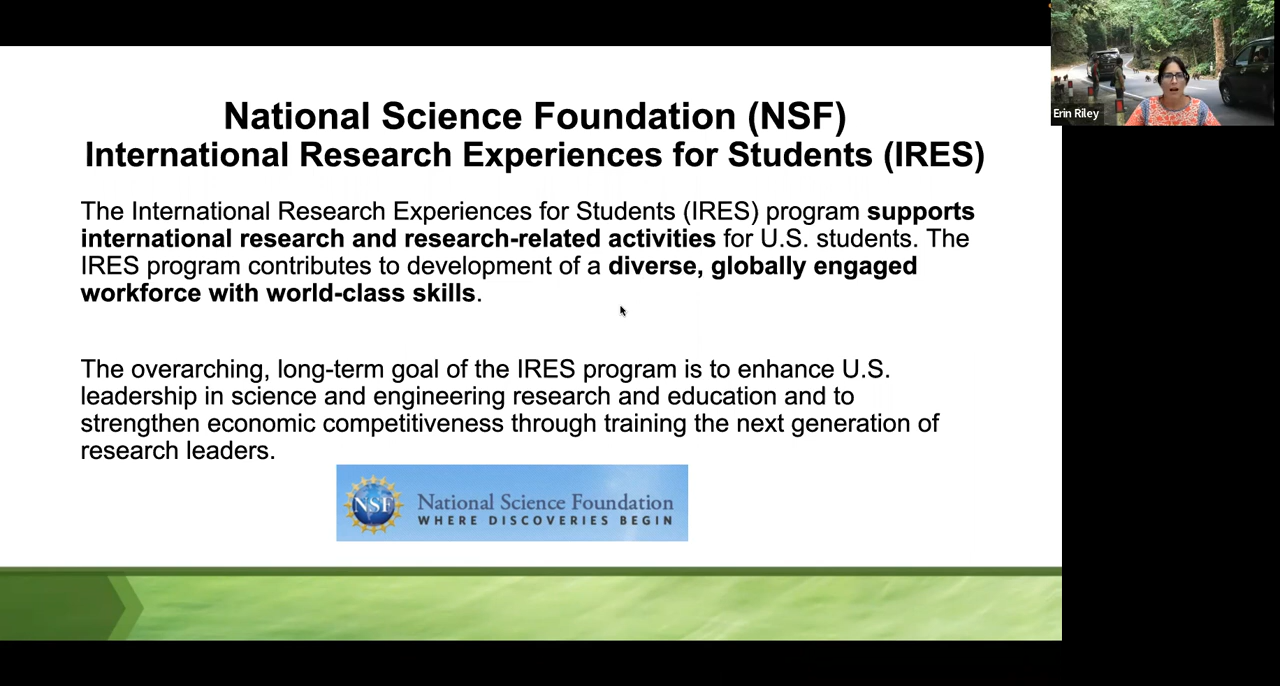 National Science Foundation (NSF)
International Research Experiences for Students (IRES)
The International Research Experiences for Students (IRES) program supports
international research and research-related activities for U.S. students. The
IRES program contributes to development of a diverse, globally engaged
workforce with world-class skills.
The overarching, long-term goal of the IRES program is to enhance U.S.
leadership in science and engineering research and education and to
strengthen economic competitiveness through training the next generation of
research leaders.
NSF
National Science Foundation
WHERE DISCOVERIES BEGIN
Erin Riley